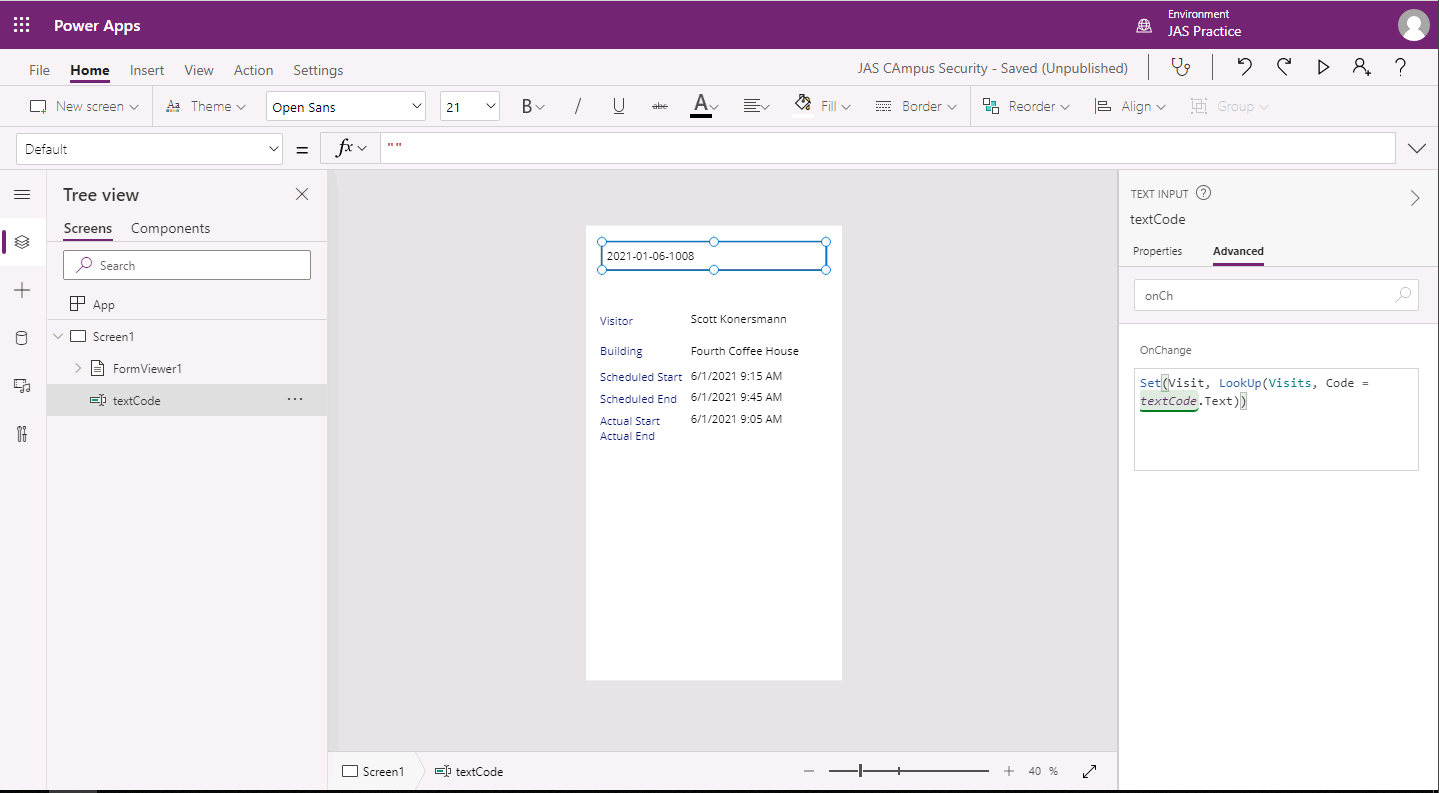 Power Apps
Environment
JAS Practice
File Home Insert View Action Settings
JAS CAmpus Security - Saved (Unpublished)
New screen
Theme
Open Sans
21
B
/
U
abc
A
Fill
Border
Reorder
Align
Group
Default
=
fx
""
Tree view
Screens Components
Search
App
Screen1
FormViewer1
textCode
2021-01-06-1008
Visitor Scott Konersmann
Building Fourth Coffee House
Scheduled Start 6/1/2021 9:15 AM
Scheduled End 6/1/2021 9:45 AM
Actual Start 6/1/2021 9:05 AM
Actual End
Screen1 textCode
40 %
TEXT INPUT
textCode
Properties Advanced
onCh
OnChange
Set(Visit, LookUp(Visits, Code =
textCode.Text))